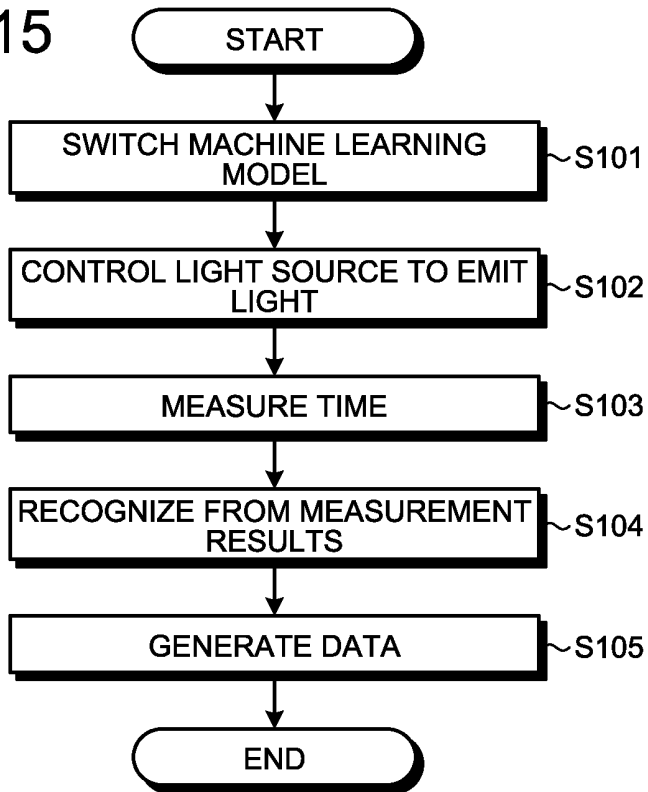 15
START
SWITCH MACHINE LEARNING
MODEL
S101
CONTROL LIGHT SOURCE TO EMIT
LIGHT
S102
MEASURE TIME
S103
RECOGNIZE FROM MEASUREMENT
RESULTS
S104
GENERATE DATA
S105
END